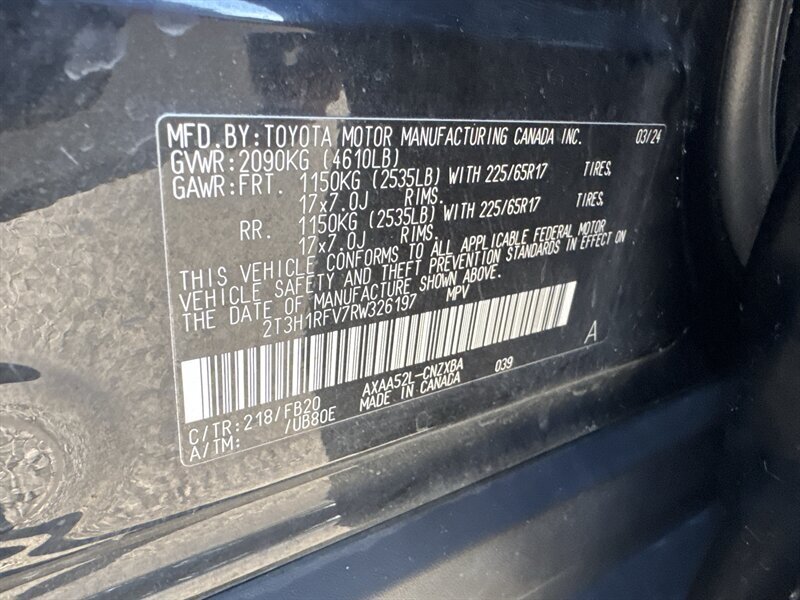 MFD.BY:TOYOTA MOTOR MANUFACTURING CANADA INC. 03/24
GVWR:2090KG (4610LB)
GAWR:FRT. 1150KG (2535LB) WITH 225/65R17 TIRES,
17x7.0J RIMS.
RR. 1150KG (2535LB) WITH 225/65R17 TIRES,
17x7.0J RIMS.
THIS VEHICLE CONFORMS TO ALL APPLICABLE FEDERAL MOTOR
VEHICLE SAFETY AND THEFT PREVENTION STANDARDS IN EFFECT ON
THE DATE OF MANUFACTURE SHOWN ABOVE.
2T3H1RFV7RW326197 MPV
A
C/TR:218/FB20 AXAA52L-CNZXBA 039
A/TM: /UB80E MADE IN CANADA